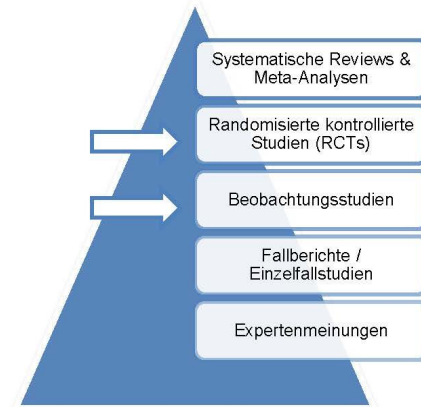 Systematische Reviews &
Meta-Analysen
Randomisierte kontrollierte
Studien (RCTs)
Beobachtungsstudien
Fallberichte /
Einzelfallstudien
Expertenmeinungen